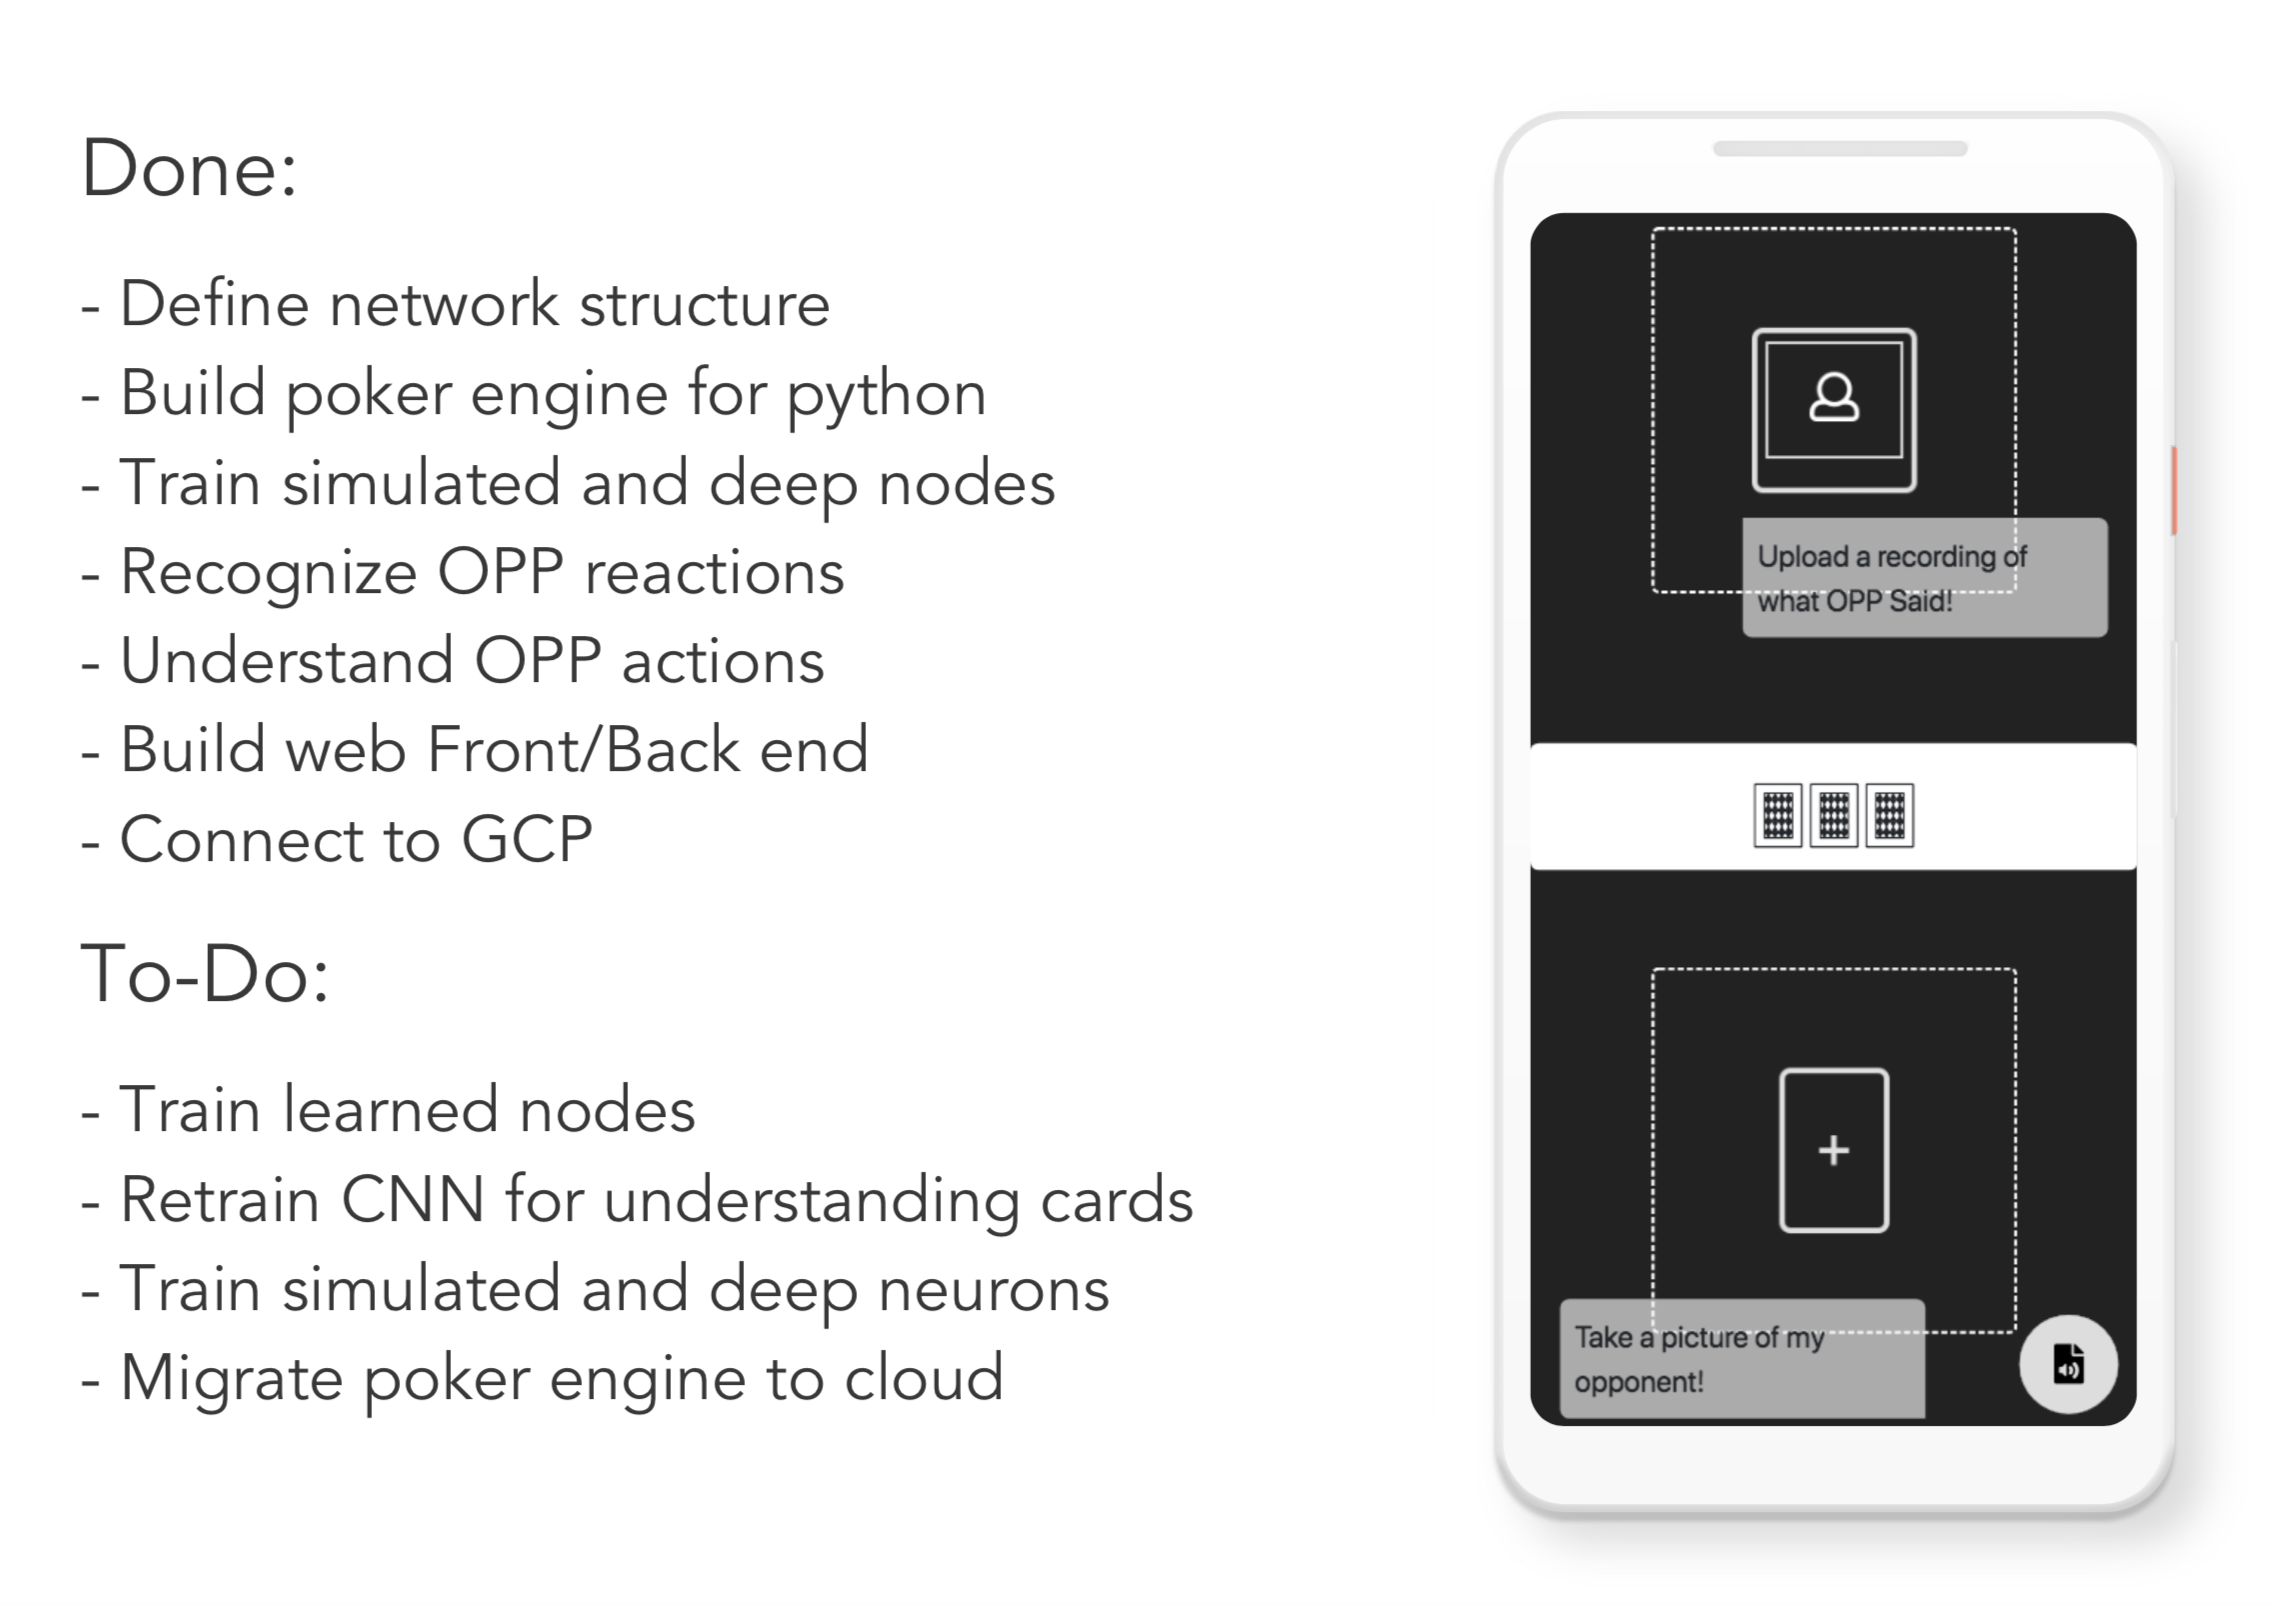 Done:
- Define network structure
- Build poker engine for python
- Train simulated and deep nodes
- Recognize OPP reactions
- Understand OPP actions
- Build web Front/Back end
- Connect to GCP
To-Do:
- Train learned nodes
- Retrain CNN for understanding cards
- Train simulated and deep neurons
- Migrate poker engine to cloud
Upload a recording of
what OPP Said!
Take a picture of my
opponent!